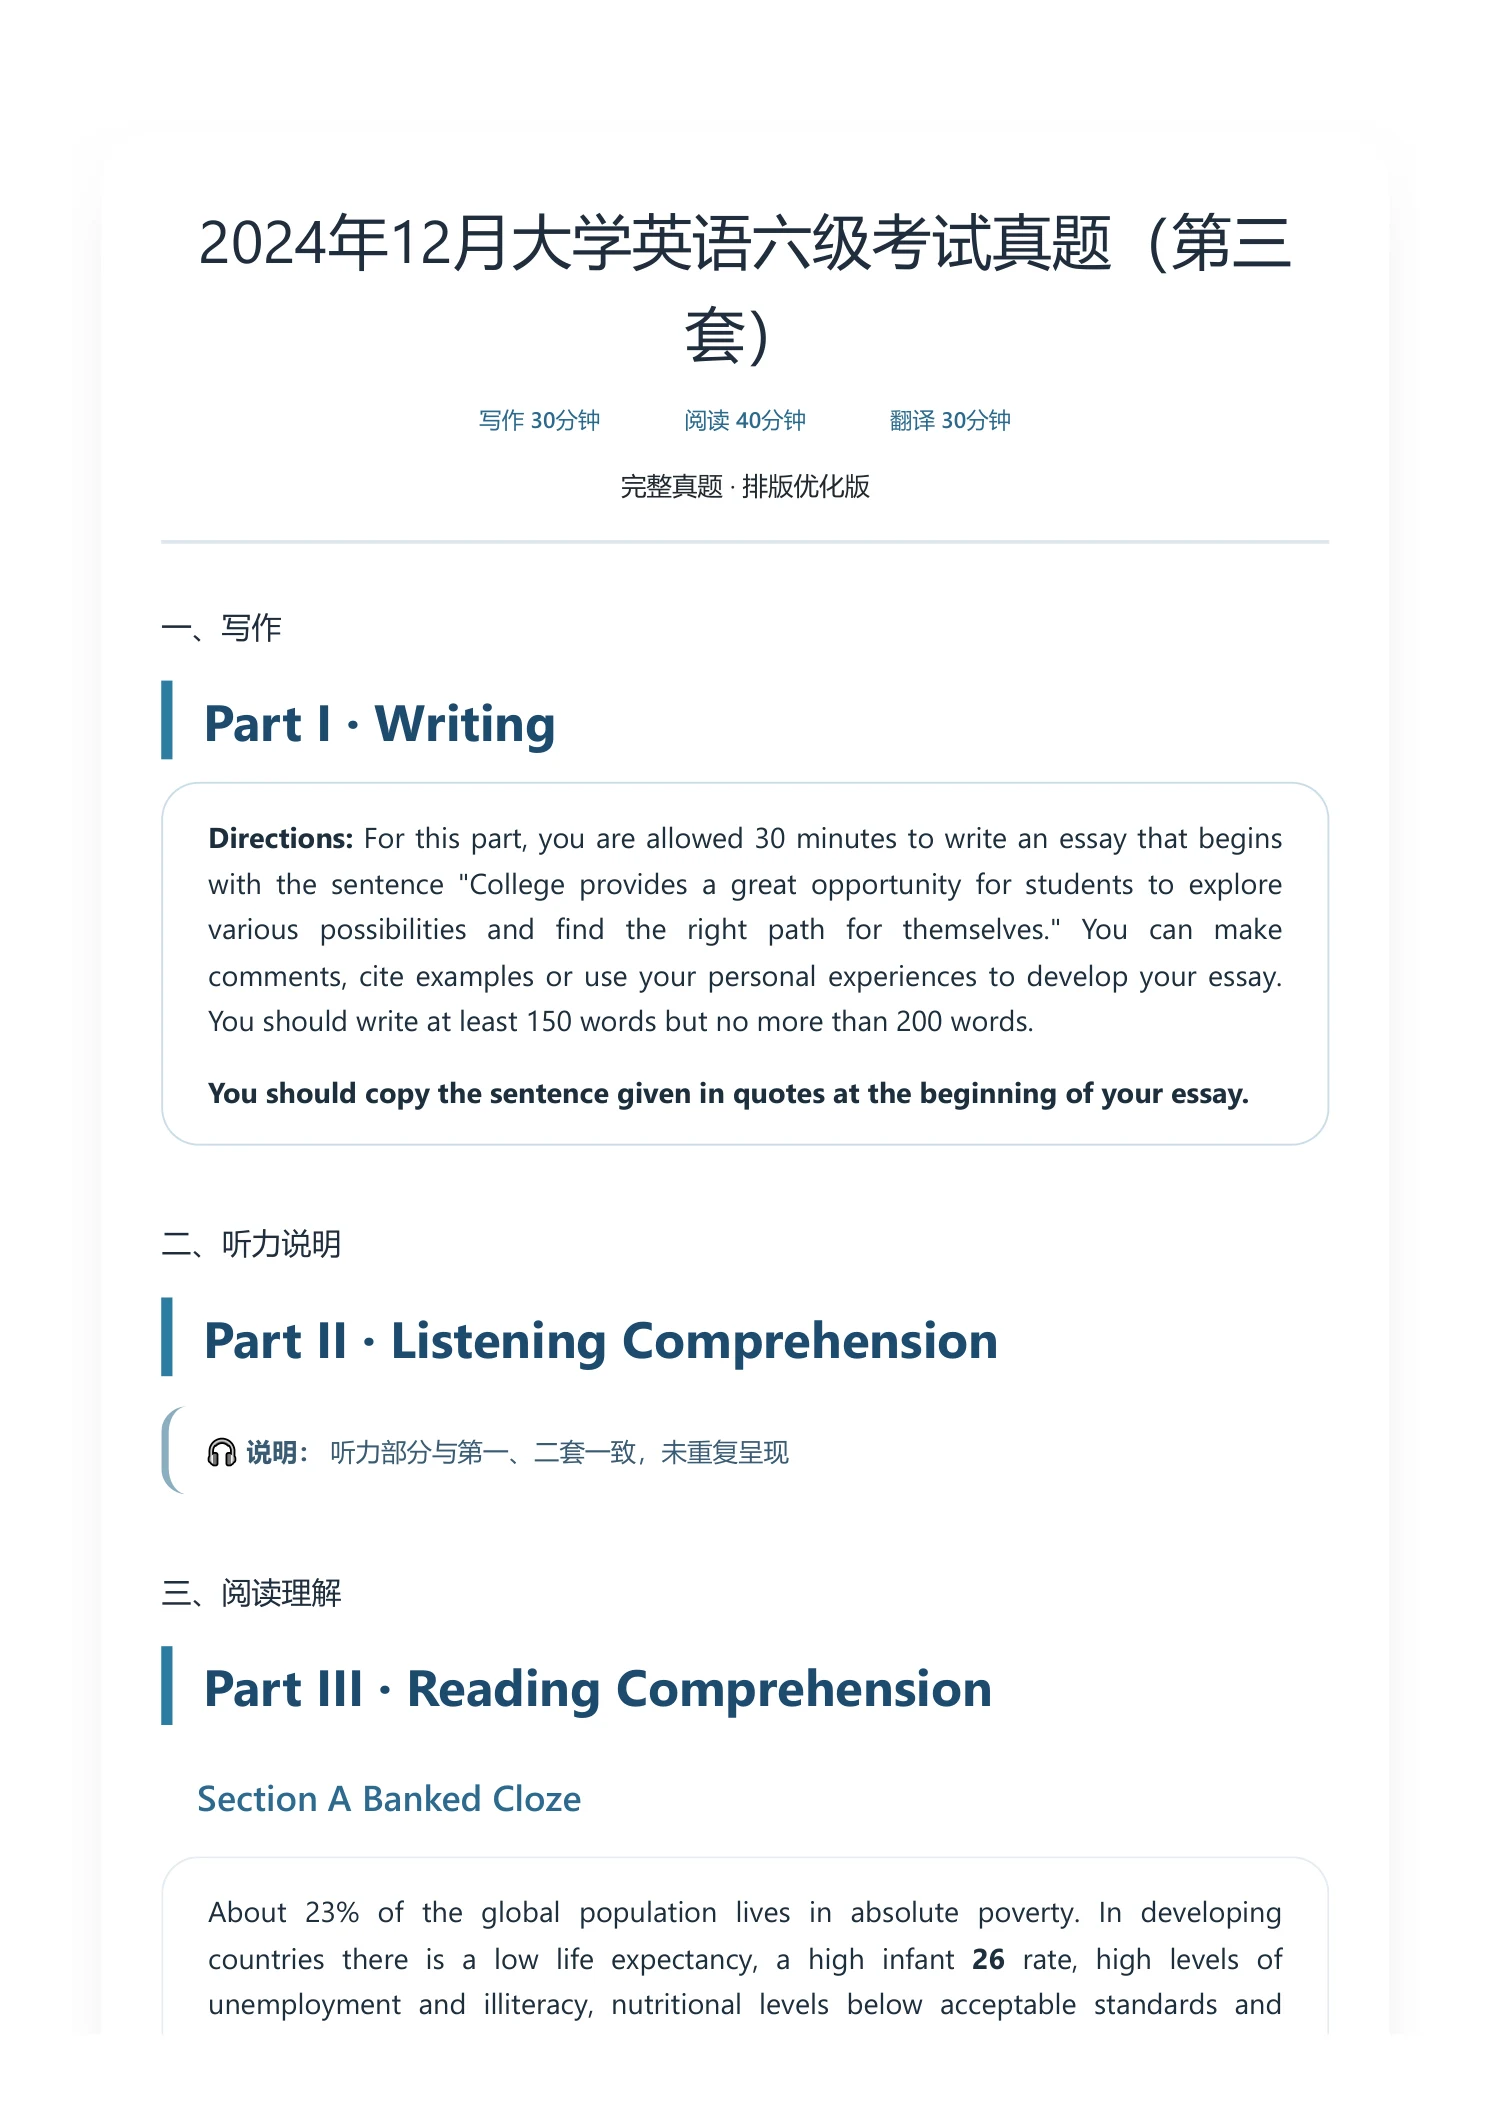 2024年12月大学英语六级考试真题（第三
套）
写作 30分钟 阅读 40分钟 翻译 30分钟
完整真题 · 排版优化版
一、写作
Part I · Writing
Directions: For this part, you are allowed 30 minutes to write an essay that begins
with the sentence "College provides a great opportunity for students to explore
various possibilities and find the right path for themselves." You can make
comments, cite examples or use your personal experiences to develop your essay.
You should write at least 150 words but no more than 200 words.
You should copy the sentence given in quotes at the beginning of your essay.
二、听力说明
Part II · Listening Comprehension
🎧 说明： 听力部分与第一、二套一致，未重复呈现
三、阅读理解
Part III · Reading Comprehension
Section A Banked Cloze
About 23% of the global population lives in absolute poverty. In developing
countries there is a low life expectancy, a high infant 26 rate, high levels of
unemployment and illiteracy, nutritional levels below acceptable standards and